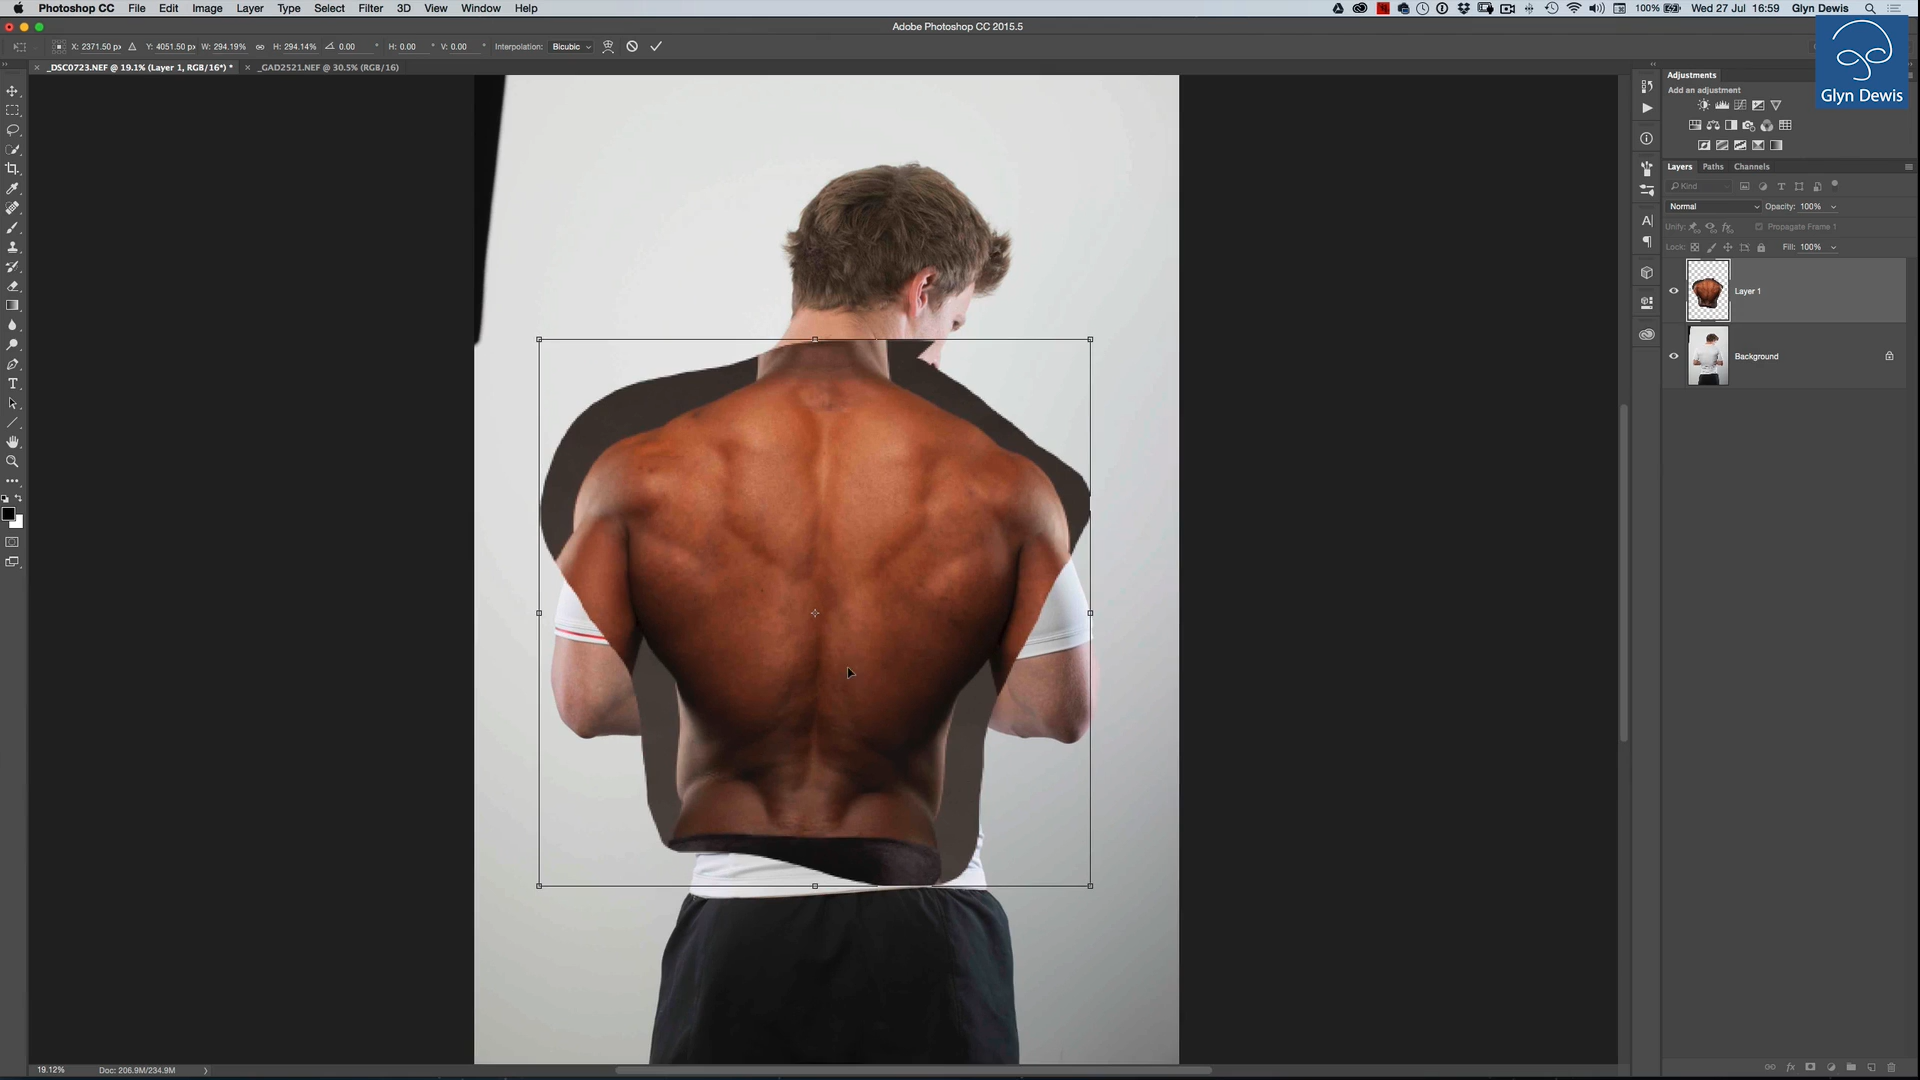 Photoshop CC File Edit Image Layer Type Select Filter 3D View Window Help 100% Wed 27 Jul 16:59 Glyn Dewis
Adobe Photoshop CC 2015.5
X: 2371.50 px Y: 4051.50 px W: 294.19% H: 294.14% 0.00 ° H: 0.00 ° V: 0.00 ° Interpolation: Bicubic
× _DSC0723.NEF @ 19.1% (Layer 1, RGB/16*) * × _GAD2521.NEF @ 30.5% (RGB/16)
Glyn Dewis
Adjustments
Add an adjustment
Layers Paths Channels
Kind
Normal Opacity: 100%
Unify: Propagate Frame 1
Lock: Fill: 100%
Layer 1
Background
19.12% Doc: 206.9M/234.9M